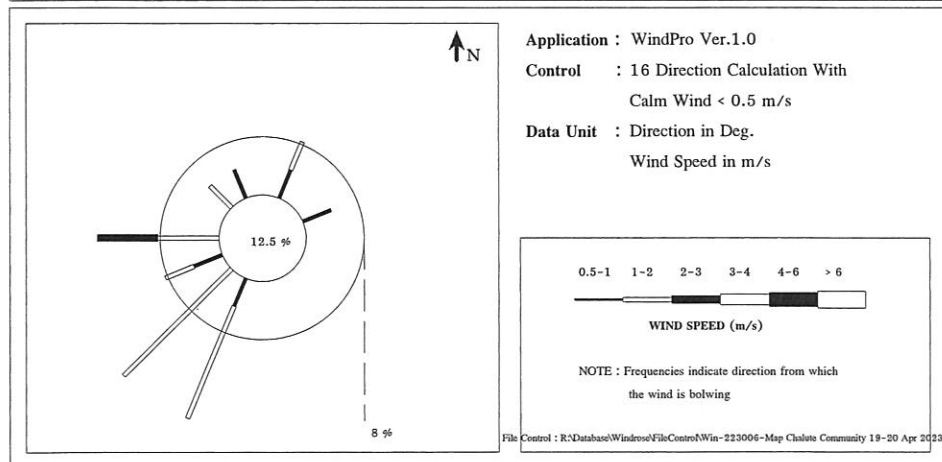 N
12.5 %
8 %
Application : WindPro Ver.1.0
Control : 16 Direction Calculation With
Calm Wind < 0.5 m/s
Data Unit : Direction in Deg.
Wind Speed in m/s
0.5-1 1-2 2-3 3-4 4-6 > 6
WIND SPEED (m/s)
NOTE : Frequencies indicate direction from which
the wind is bolwing
File Control : R:\Database\Windrose\FileControl\Win-223006-Map Chalute Community 19-20 Apr 2023